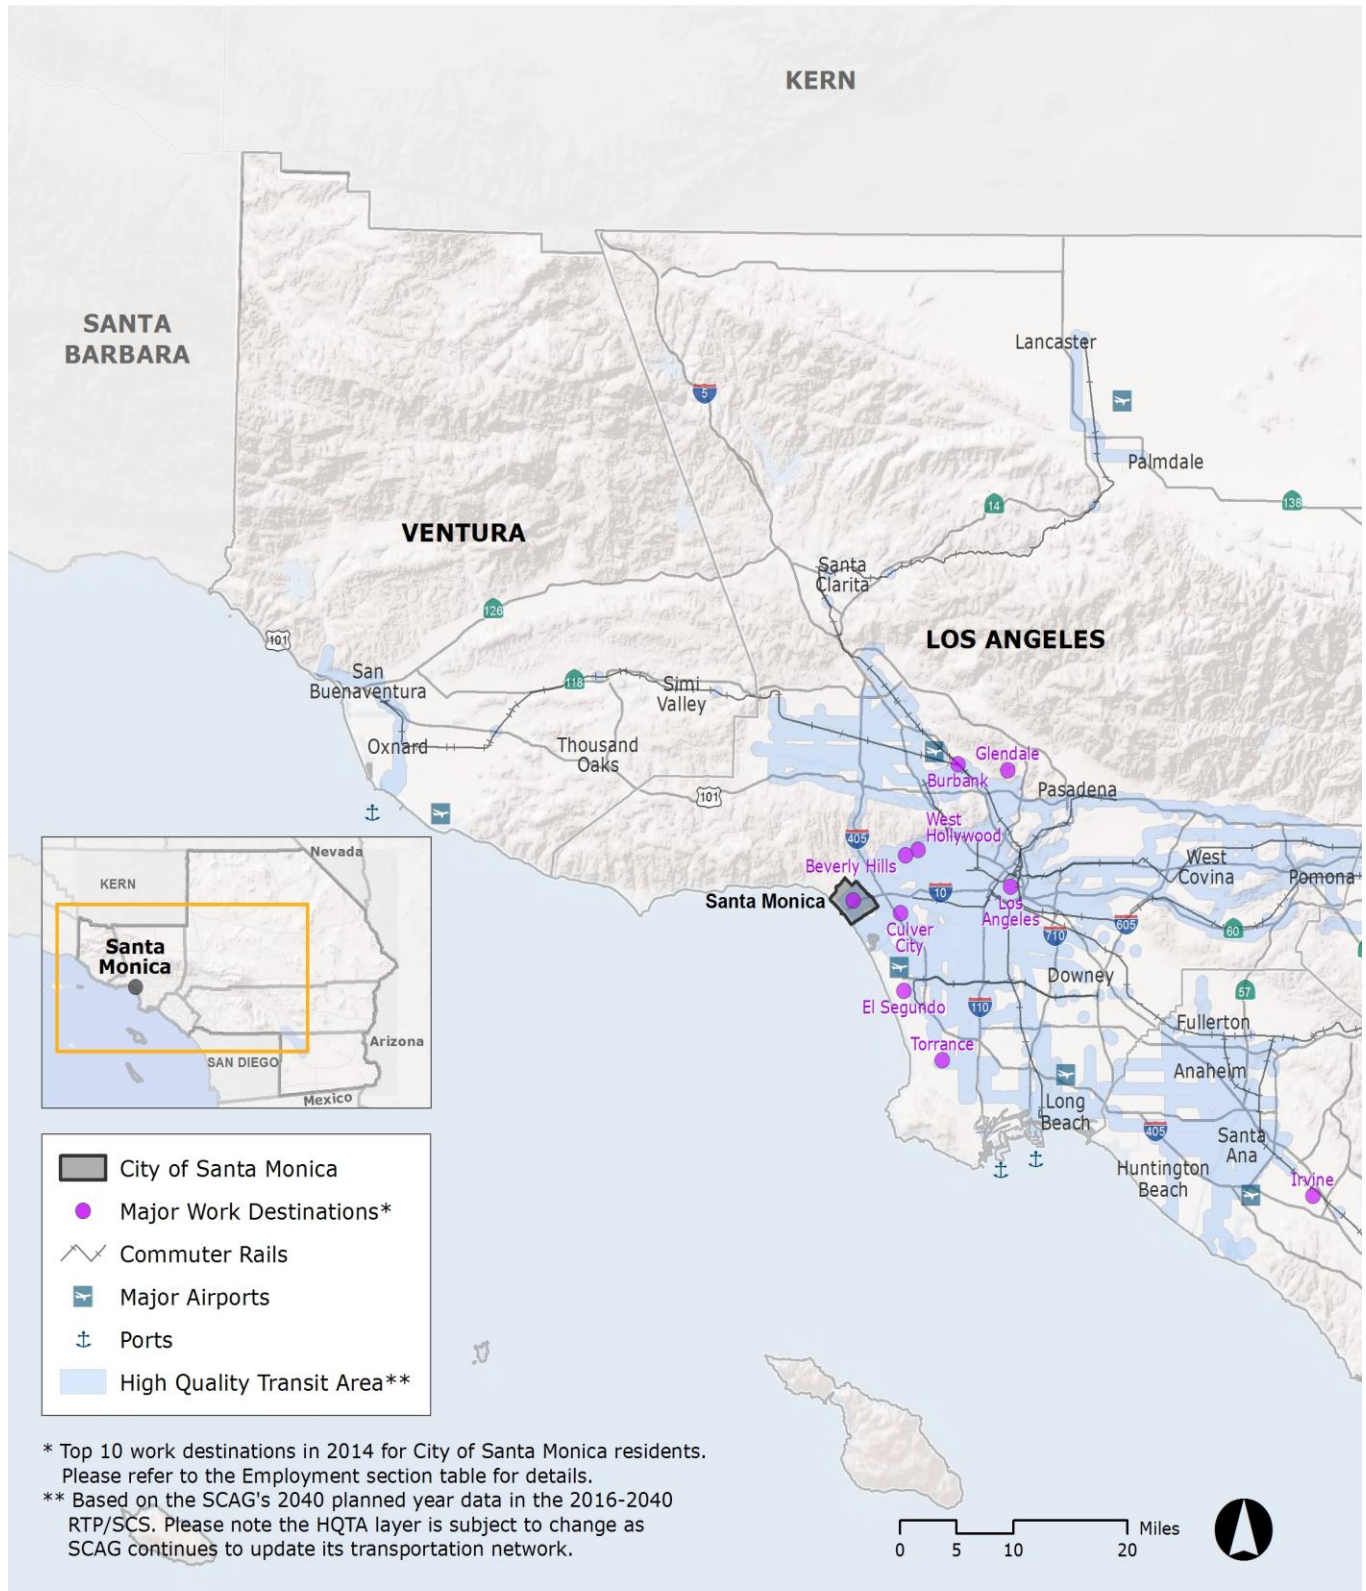 KERN
SANTA
BARBARA
Lancaster
5
Palmdale
14
138
VENTURA
Santa
Clarita
126
101
LOS ANGELES
San
Buenaventura
118
Simi
Valley
Oxnard
Thousand
Oaks
Glendale
Burbank
Pasadena
101
West
Hollywood
405
Beverly Hills
West
Covina
Pomona
10
Santa Monica
Los
Angeles
Culver
City
605
60
710
Downey
57
El Segundo
110
Fullerton
Torrance
Anaheim
Long
Beach
405
Santa
Ana
Huntington
Beach
Irvine
Nevada
KERN
Santa
Monica
Arizona
SAN DIEGO
Mexico
City of Santa Monica
Major Work Destinations*
Commuter Rails
Major Airports
Ports
High Quality Transit Area**
* Top 10 work destinations in 2014 for City of Santa Monica residents.
Please refer to the Employment section table for details.
** Based on the SCAG's 2040 planned year data in the 2016-2040
RTP/SCS. Please note the HQTA layer is subject to change as
SCAG continues to update its transportation network.
Miles
0 5 10 20